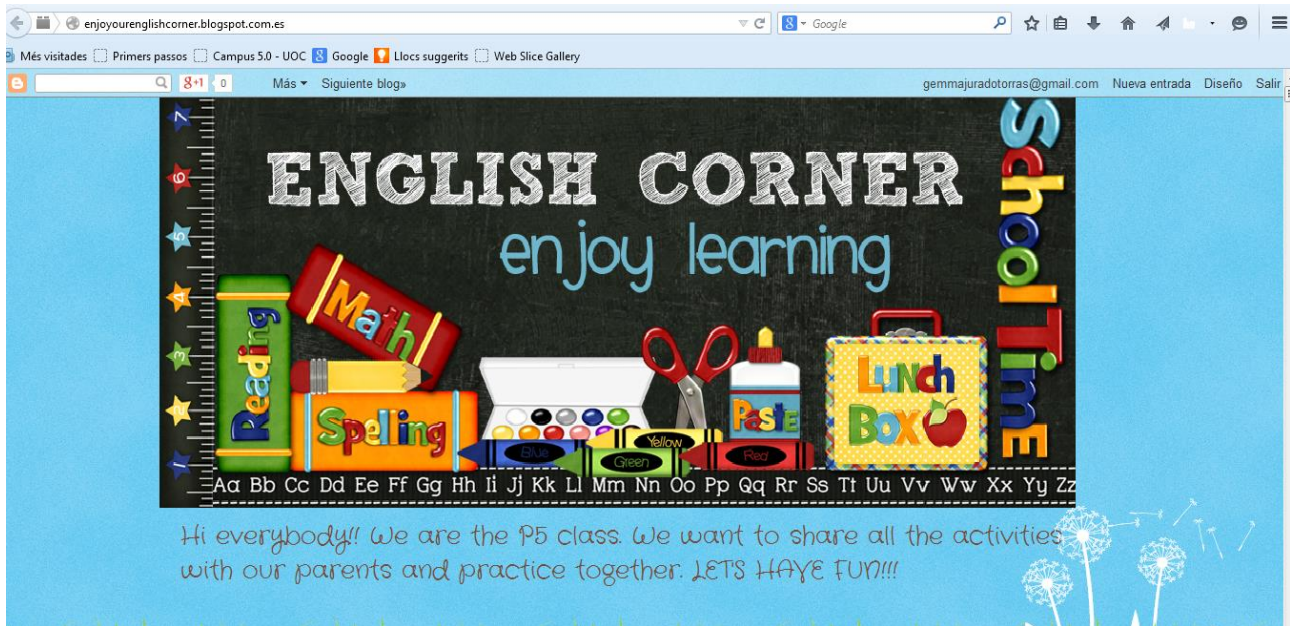 enjoyourenglishcorner.blogspot.com.es
Google
Més visitades Primers passos Campus 5.0 - UOC Google Llocs suggerits Web Slice Gallery
g+1 0 Más Siguiente blog» gemmajuradotorras@gmail.com Nueva entrada Diseño Salir
ENGLISH CORNER
enjoy learning
School Time
7
6
5
4
3
2
1
Reading
Math
Spelling
Blue
Yellow
Green
Red
Paste
Lunch
Box
Aa Bb Cc Dd Ee Ff Gg Hh Ii Jj Kk Ll Mm Nn Oo Pp Qq Rr Ss Tt Uu Vv Ww Xx Yy Zz
Hi everybody!! We are the P5 class. We want to share all the activities
with our parents and practice together. LETS HAVE FUN!!!